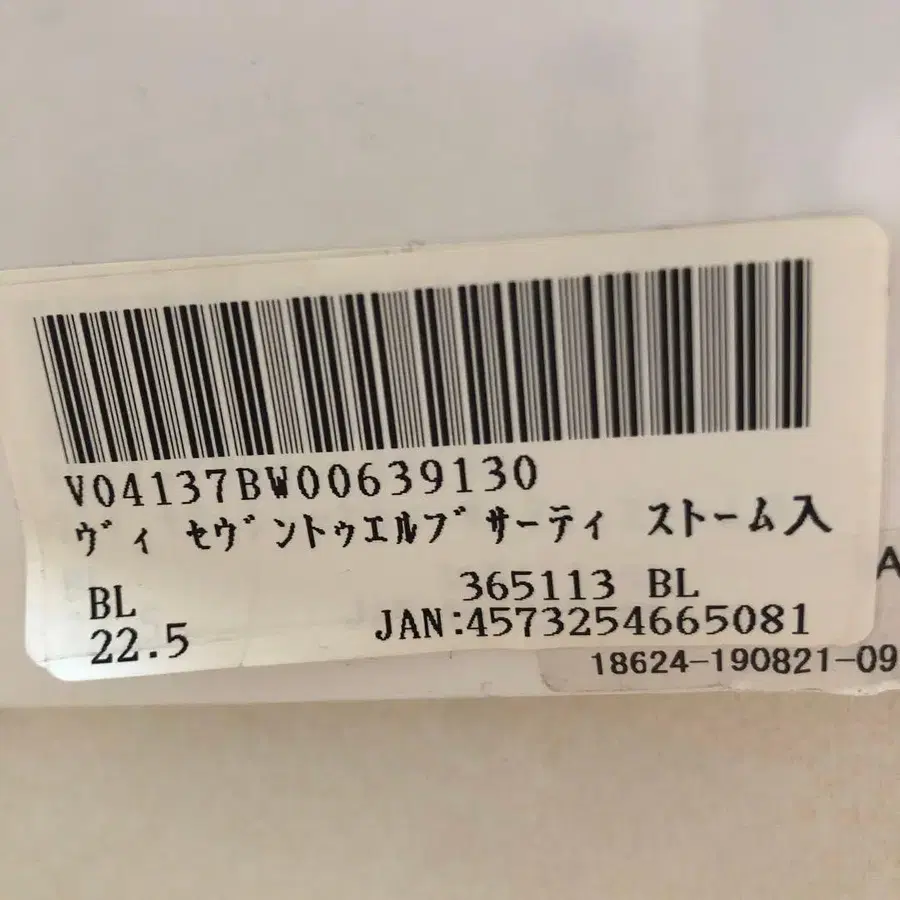 V04137BW00639130
ヴィ セヴントゥエルブサーティ ストーム入
BL
365113 BL
22.5
JAN:4573254665081
A
18624-190821-09